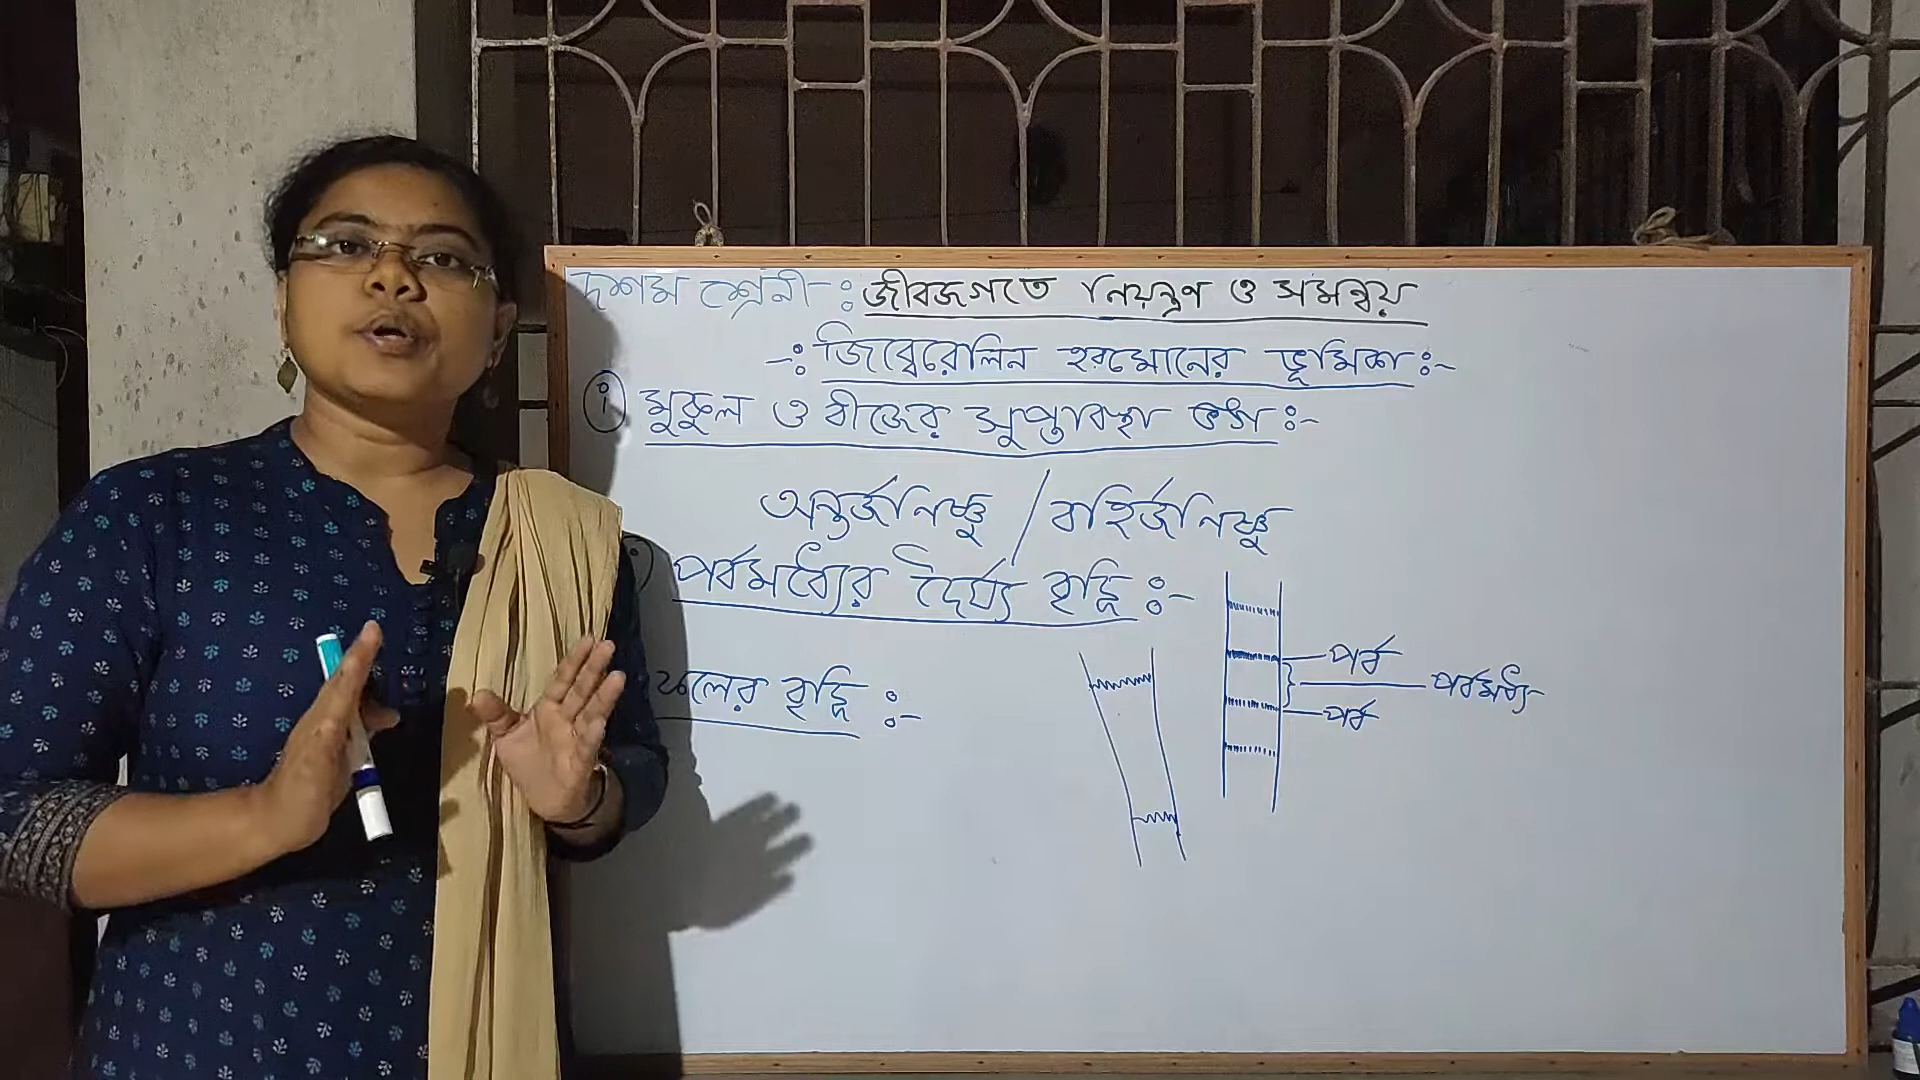 দশম শ্রেনী-: জীবজগতে নিয়ন্ত্রণ ও সমন্বয়
-: জিব্বেরেলিন হরমোনের ভূমিকা :-
i মুকুল ও বীজের সুপ্তাবস্থা ভঙ্গ :-
অন্তর্জনিষ্ণু / বহির্জনিষ্ণু
পর্বমধ্যের দৈর্ঘ্য বৃদ্ধি :-
পর্ব
পর্বমধ্য
পর্ব
ফলের বৃদ্ধি :-